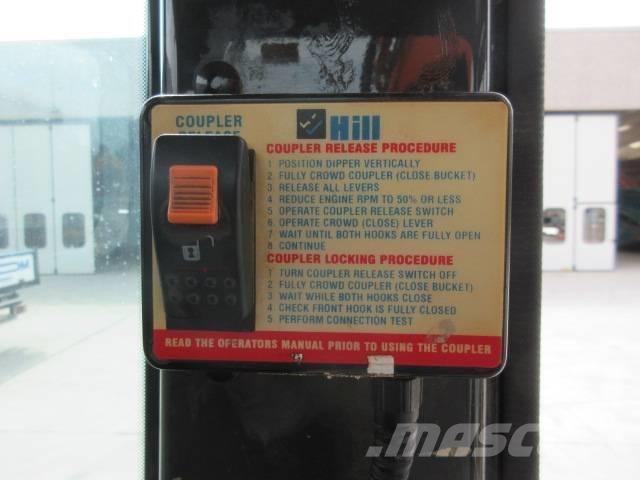 COUPLER
RELEASE
Hill
COUPLER RELEASE PROCEDURE
1 POSITION DIPPER VERTICALLY
2 FULLY CROWD COUPLER (CLOSE BUCKET)
3 RELEASE ALL LEVERS
4 REDUCE ENGINE RPM TO 50% OR LESS
5 OPERATE COUPLER RELEASE SWITCH
6 OPERATE CROWD (CLOSE) LEVER
7 WAIT UNTIL BOTH HOOKS ARE FULLY OPEN
8 CONTINUE
COUPLER LOCKING PROCEDURE
1 TURN COUPLER RELEASE SWITCH OFF
2 FULLY CROWD COUPLER (CLOSE BUCKET)
3 WAIT WHILE BOTH HOOKS CLOSE
4 CHECK FRONT HOOK IS FULLY CLOSED
5 PERFORM CONNECTION TEST
READ THE OPERATORS MANUAL PRIOR TO USING THE COUPLER